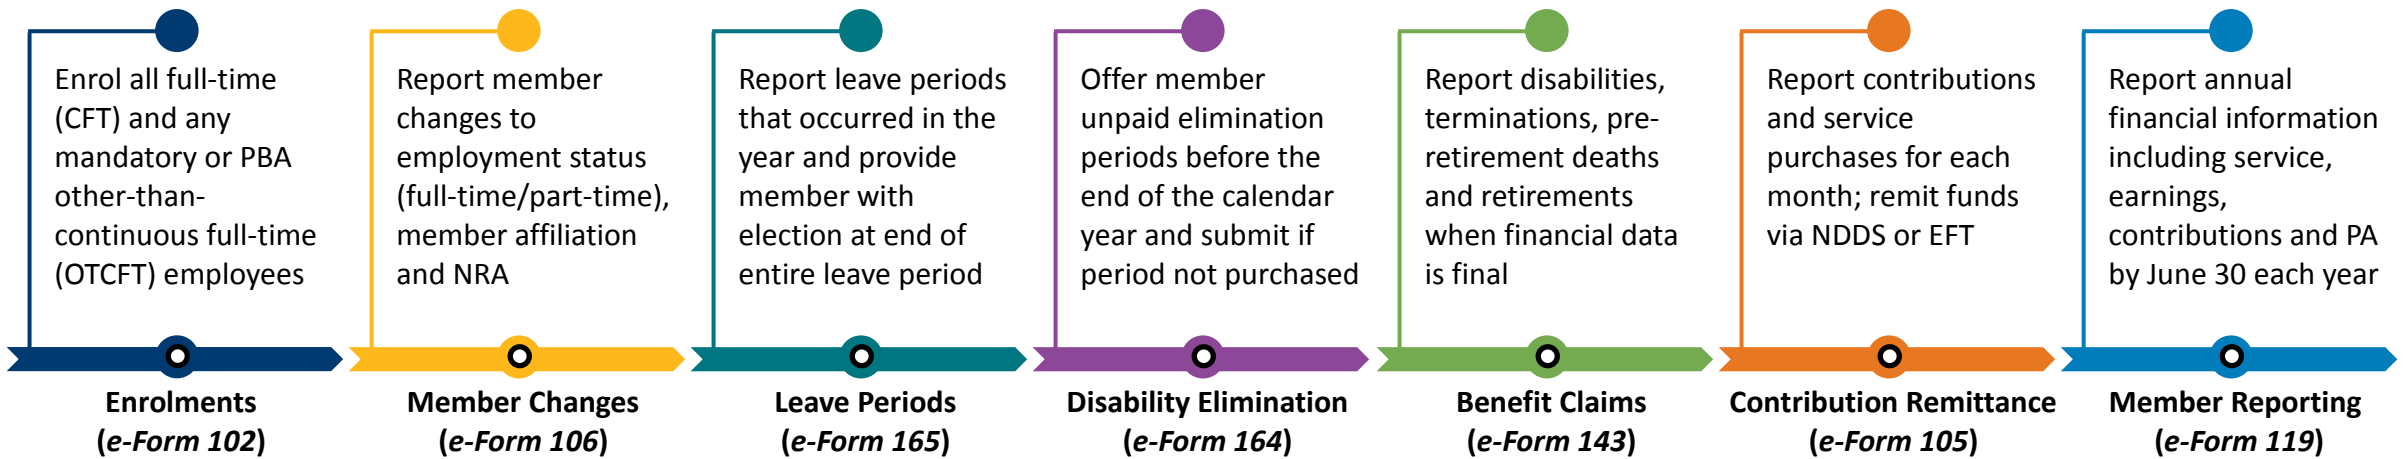 Enrol all full-time
(CFT) and any
mandatory or PBA
other-than-
continuous full-time
(OTCFT) employees
Enrolments
(e-Form 102)
Report member
changes to
employment status
(full-time/part-time),
member affiliation
and NRA
Member Changes
(e-Form 106)
Report leave periods
that occurred in the
year and provide
member with
election at end of
entire leave period
Leave Periods
(e-Form 165)
Offer member
unpaid elimination
periods before the
end of the calendar
year and submit if
period not purchased
Disability Elimination
(e-Form 164)
Report disabilities,
terminations, pre-
retirement deaths
and retirements
when financial data
is final
Benefit Claims
(e-Form 143)
Report contributions
and service
purchases for each
month; remit funds
via NDDS or EFT
Contribution Remittance
(e-Form 105)
Report annual
financial information
including service,
earnings,
contributions and PA
by June 30 each year
Member Reporting
(e-Form 119)